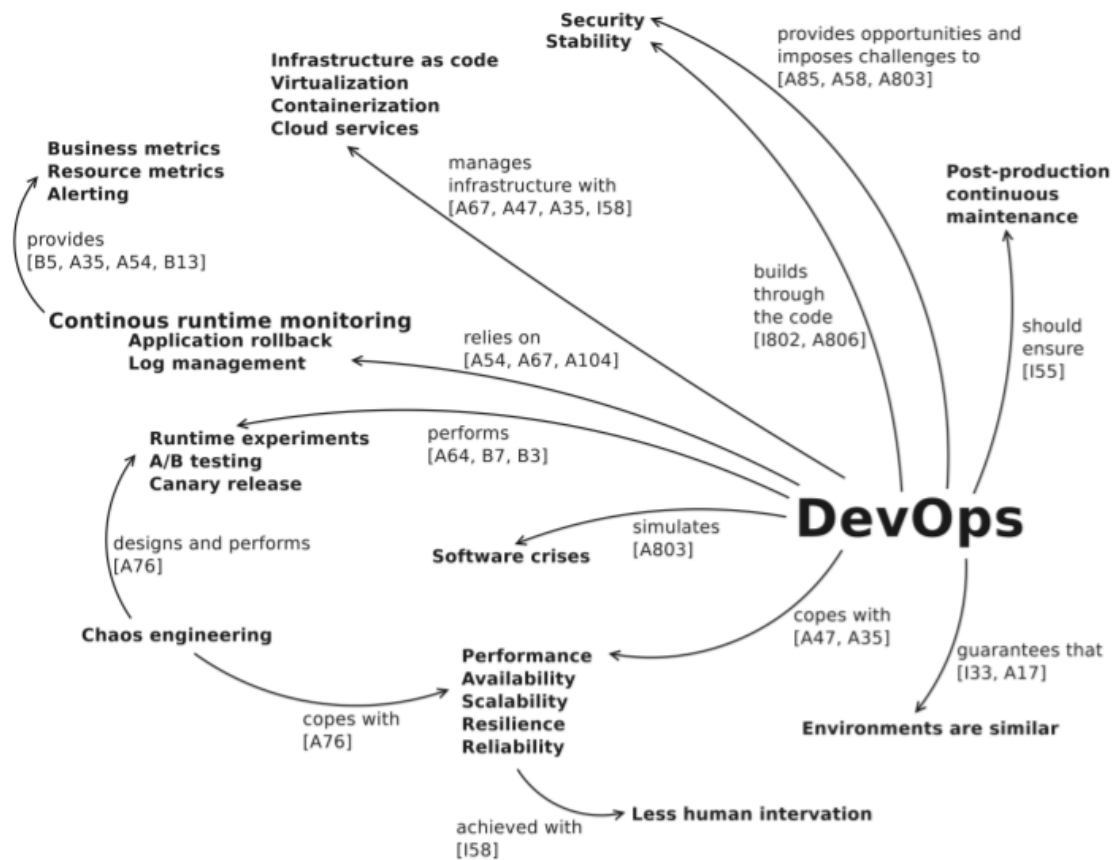 Security
Stability
provides opportunities and
imposes challenges to
[A85, A58, A803]
Infrastructure as code
Virtualization
Containerization
Cloud services
Business metrics
Resource metrics
Alerting
manages
infrastructure with
[A67, A47, A35, I58]
Post-production
continuous
maintenance
provides
[B5, A35, A54, B13]
builds
through
the code
[I802, A806]
Continous runtime monitoring
Application rollback
Log management
relies on
[A54, A67, A104]
should
ensure
[I55]
Runtime experiments
A/B testing
Canary release
performs
[A64, B7, B3]
DevOps
simulates
[A803]
Software crises
designs and performs
[A76]
Chaos engineering
copes with
[A47, A35]
Performance
Availability
Scalability
Resilience
Reliability
guarantees that
[I33, A17]
Environments are similar
copes with
[A76]
Less human intervation
achieved with
[I58]